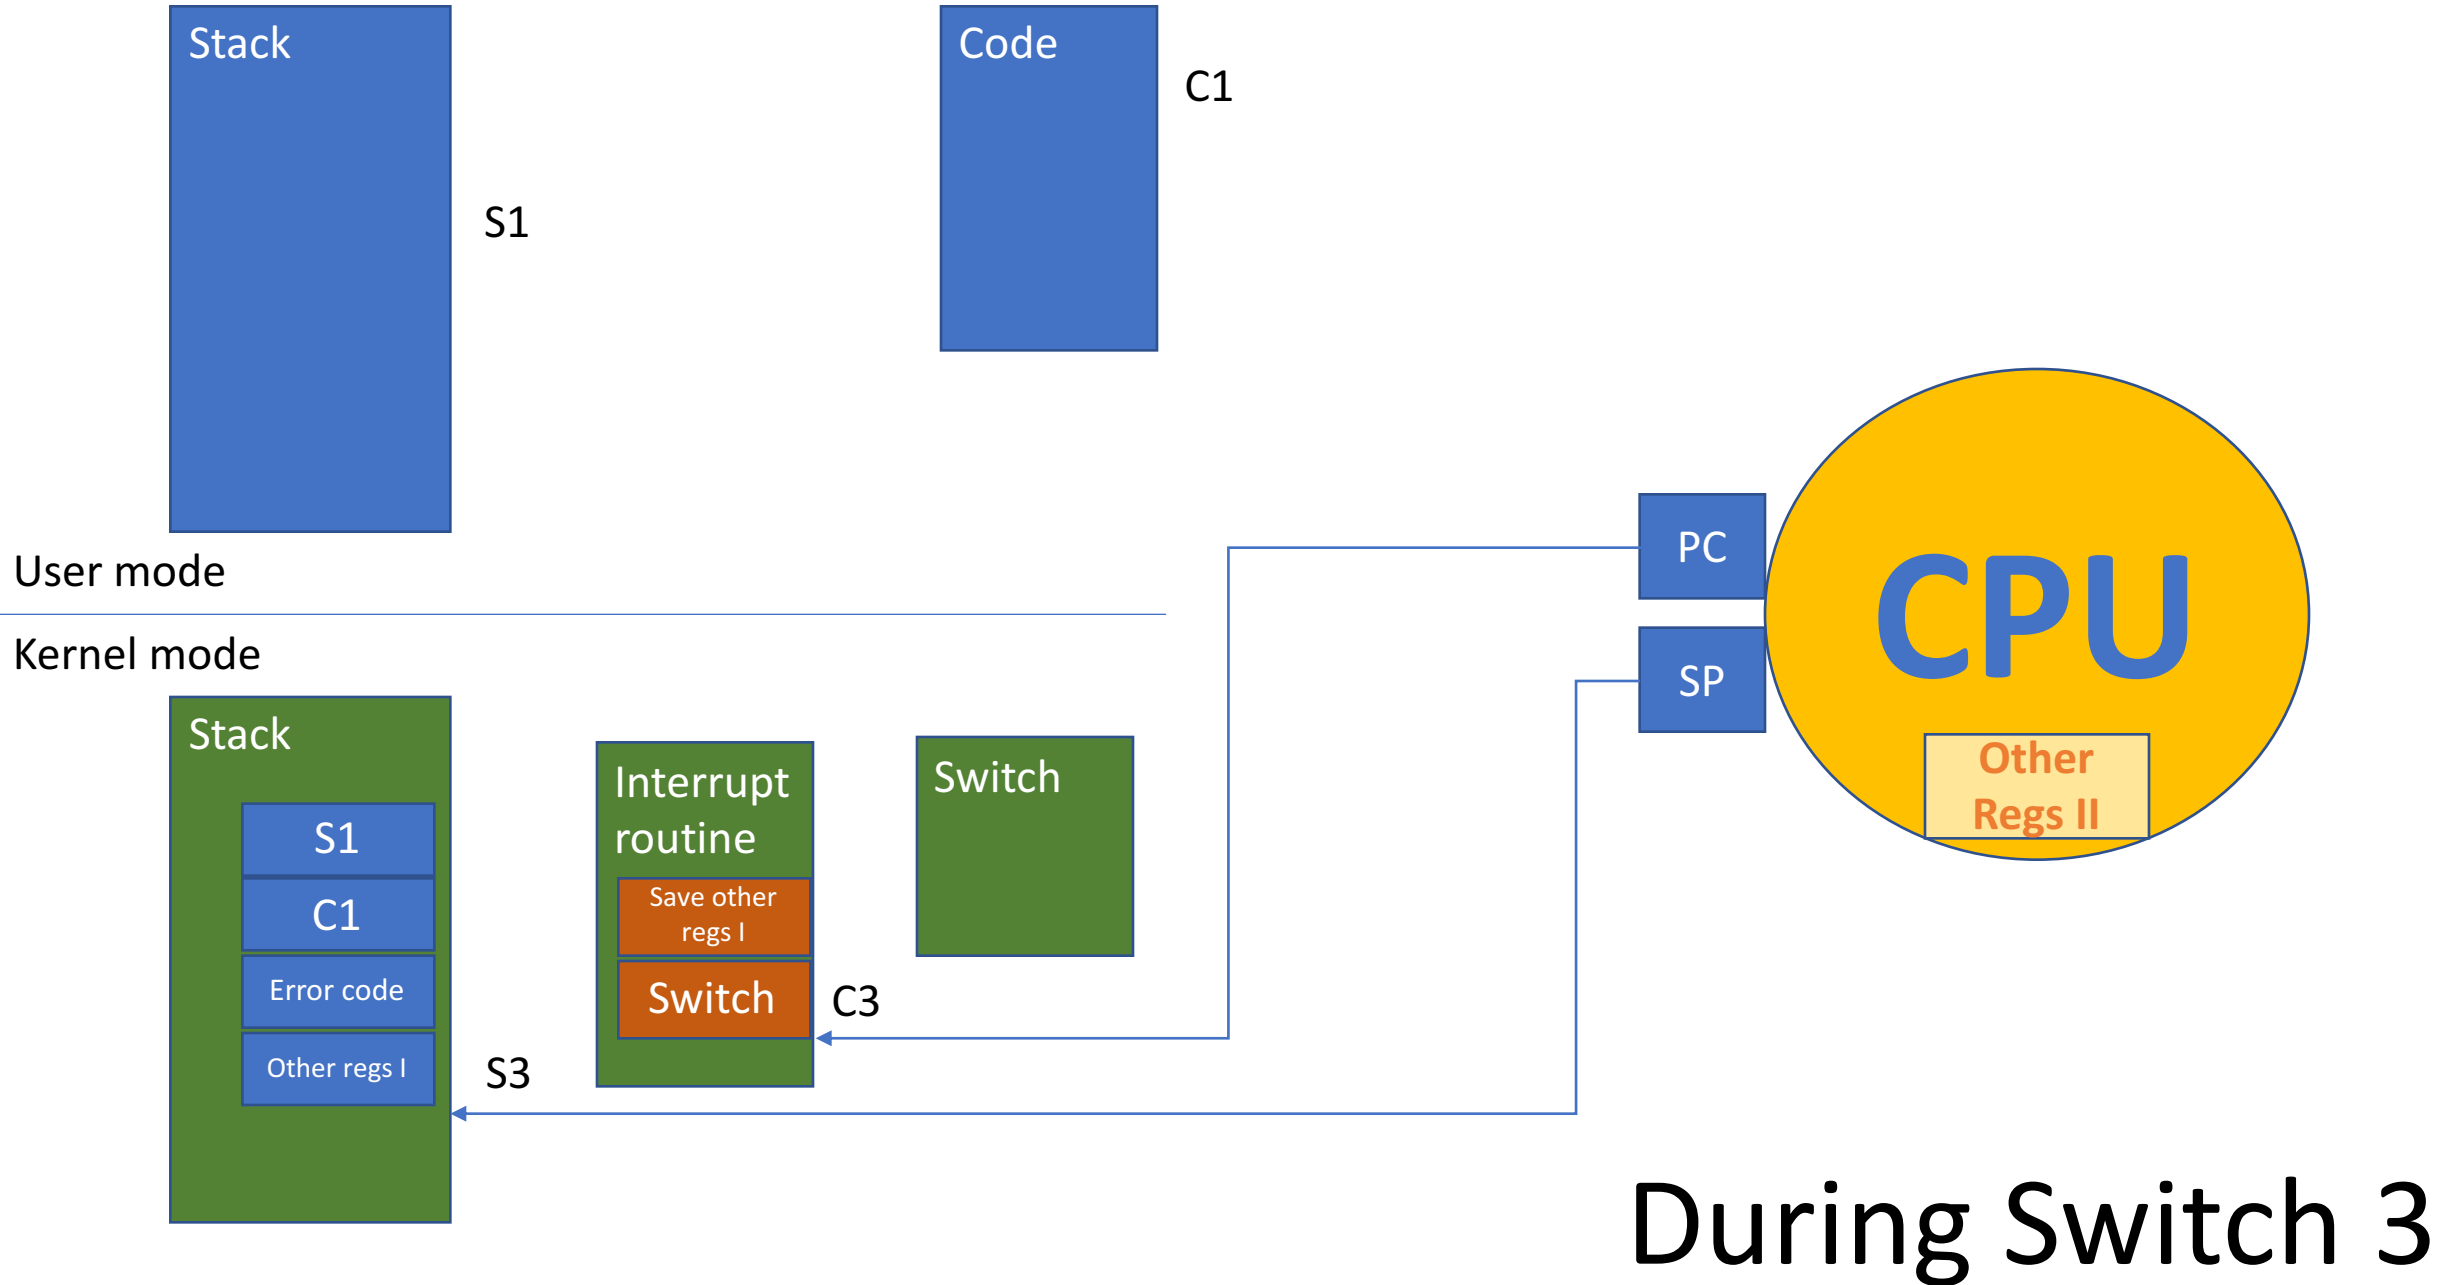 Stack
Code
C1
S1
User mode
Kernel mode
PC
SP
CPU
Other
Regs II
Stack
S1
C1
Error code
Other regs I
S3
Interrupt
routine
Save other
regs I
Switch
C3
Switch
During Switch 3